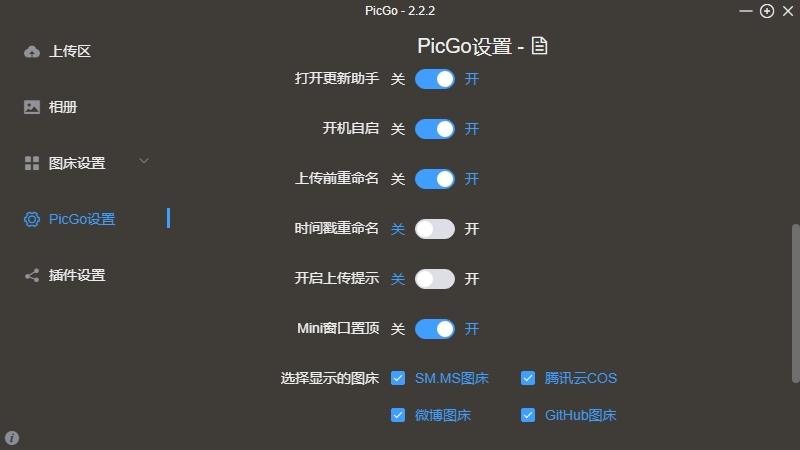 PicGo - 2.2.2
上传区
相册
图床设置
PicGo设置
插件设置
PicGo设置 -
打开更新助手 关 开
开机自启 关 开
上传前重命名 关 开
时间戳重命名 关 开
开启上传提示 关 开
Mini窗口置顶 关 开
选择显示的图床 SM.MS图床 腾讯云COS
微博图床 GitHub图床